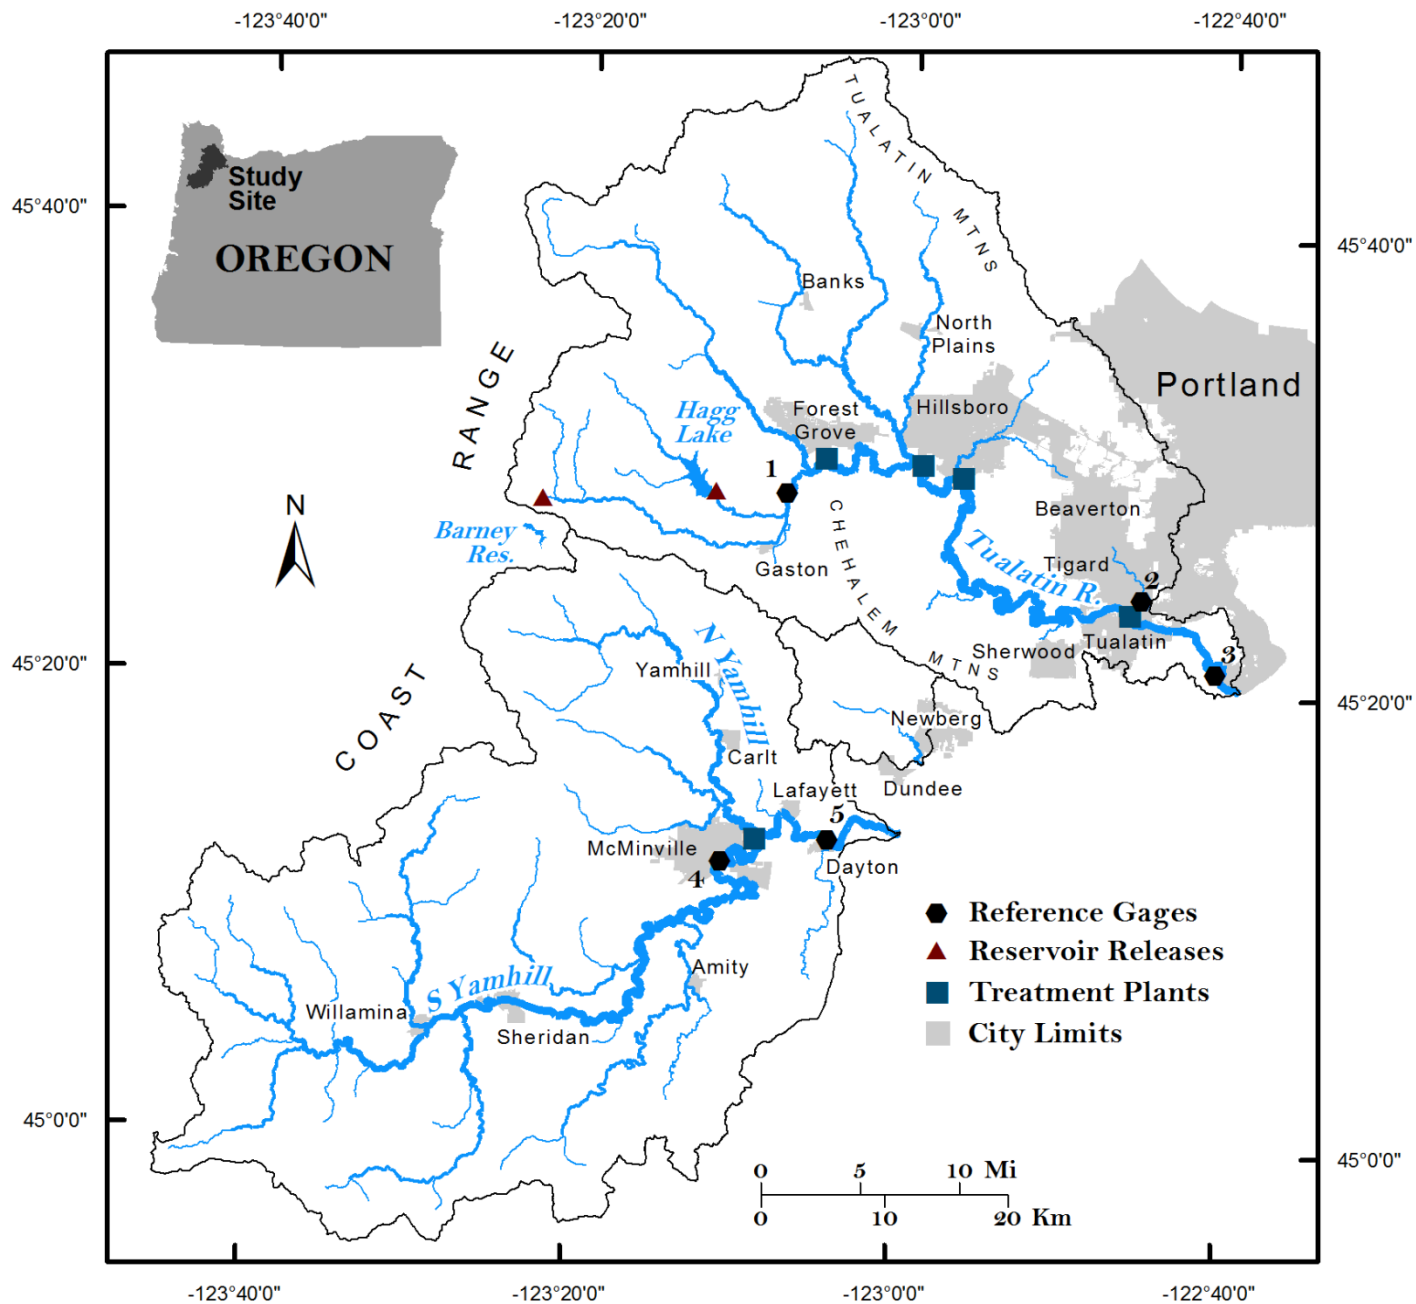 -123°40'0"
-123°20'0"
-123°0'0"
-122°40'0"
TUALATIN MTNS
45°40'0"
Study
Site
OREGON
45°40'0"
Banks
North
Plains
RANGE
Portland
Hagg
Lake
Forest
Grove
Hillsboro
1
N
Barney
Res.
Beaverton
CHEHALEM MTNS
Tualatin R.
Tigard
Gaston
2
45°20'0"
N Yamhill
Yamhill
Sherwood
Tualatin
3
45°20'0"
COAST
Newberg
Carlt
Dundee
Lafayett
5
McMinville
4
Dayton
Reference Gages
Reservoir Releases
Treatment Plants
City Limits
Amity
S Yamhill
Willamina
Sheridan
45°0'0"
45°0'0"
0 5 10 Mi
0 10 20 Km
-123°40'0"
-123°20'0"
-123°0'0"
-122°40'0"